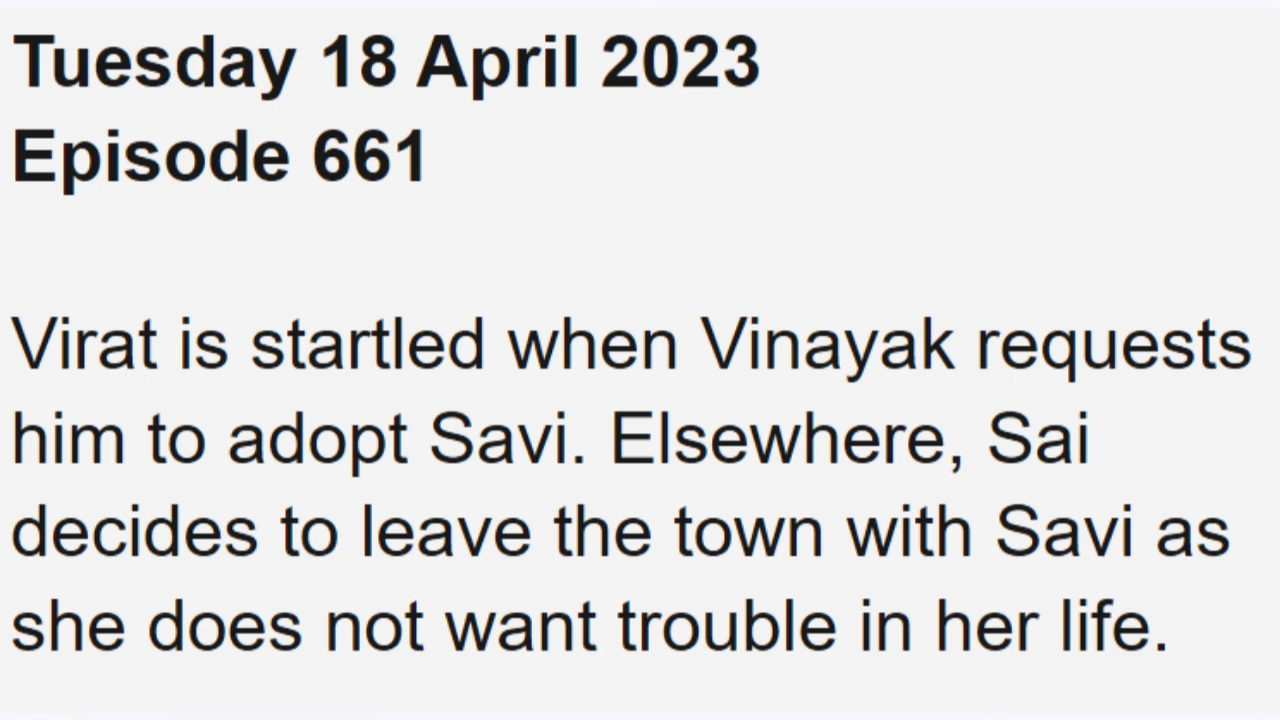 Tuesday 18 April 2023
Episode 661
Virat is startled when Vinayak requests
him to adopt Savi. Elsewhere, Sai
decides to leave the town with Savi as
she does not want trouble in her life.